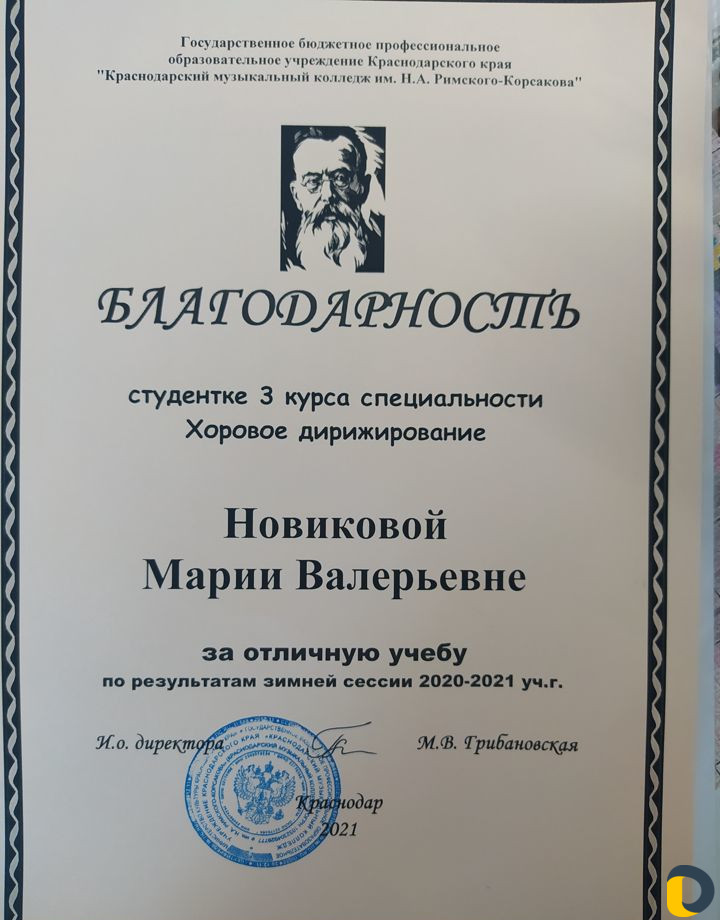 Государственное бюджетное профессиональное
образовательное учреждение Краснодарского края
"Краснодарский музыкальный колледж им. Н.А. Римского-Корсакова"
БЛАГОДАРНОСТЬ
студентке 3 курса специальности
Хоровое дирижирование
Новиковой
Марии Валерьевне
за отличную учебу
по результатам зимней сессии 2020-2021 уч.г.
И.о. директора М.В. Грибановская
Краснодар
2021